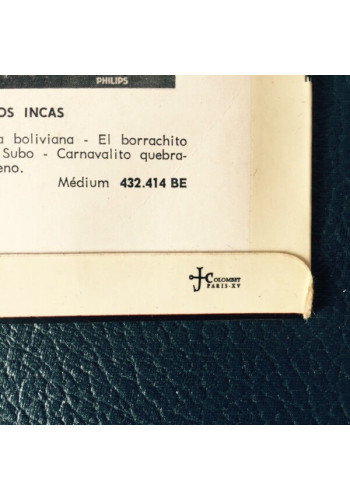 PHILIPS
OS INCAS
a boliviana - El borrachito
Subo - Carnavalito quebra-
eno.
Médium 432.414 BE
J. COLOMBET
PARIS-XV